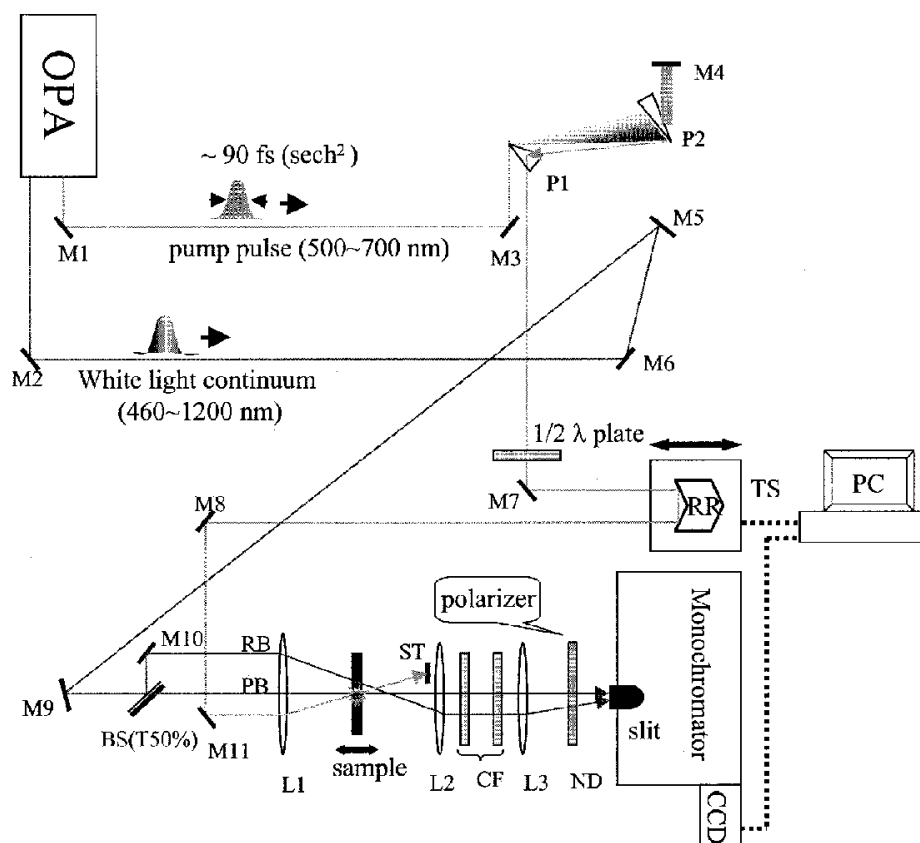 OPA
M4
P2
~ 90 fs (sech²)
P1
M1
pump pulse (500~700 nm)
M3
M5
M2
White light continuum
(460~1200 nm)
M6
1/2 λ plate
M7
RR
TS
PC
M8
polarizer
Monochromator
M10
RB
ST
PB
M9
BS(T50%)
M11
slit
L1
sample
L2
CF
L3
ND
CCD